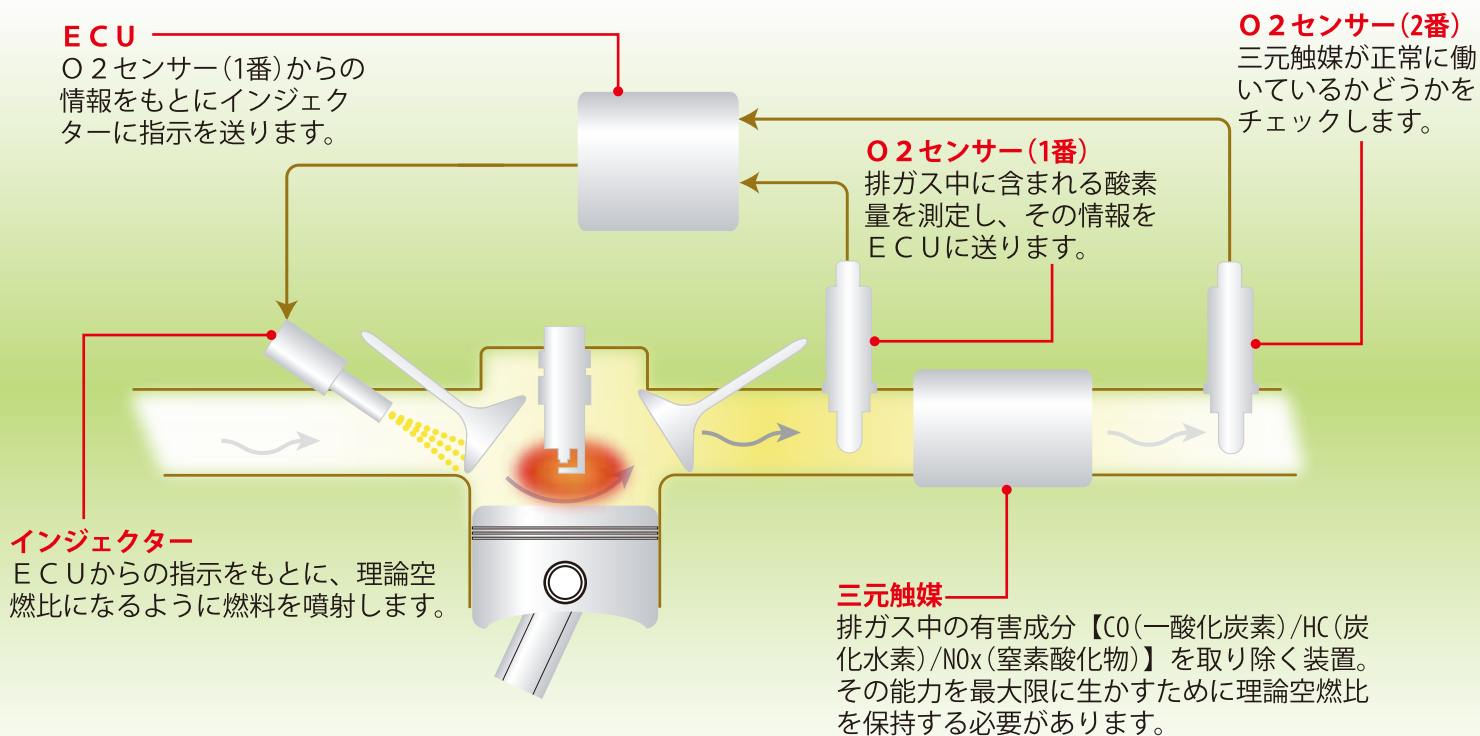 ECU
O2センサー(1番)からの
情報をもとにインジェク
ターに指示を送ります。
O2センサー(2番)
三元触媒が正常に働
いているかどうかを
チェックします。
O2センサー(1番)
排ガス中に含まれる酸素
量を測定し、その情報を
ECUに送ります。
インジェクター
ECUからの指示をもとに、理論空
燃比になるように燃料を噴射します。
三元触媒
排ガス中の有害成分【CO(一酸化炭素)/HC(炭
化水素)/NOx(窒素酸化物)】を取り除く装置。
その能力を最大限に生かすために理論空燃比
を保持する必要があります。